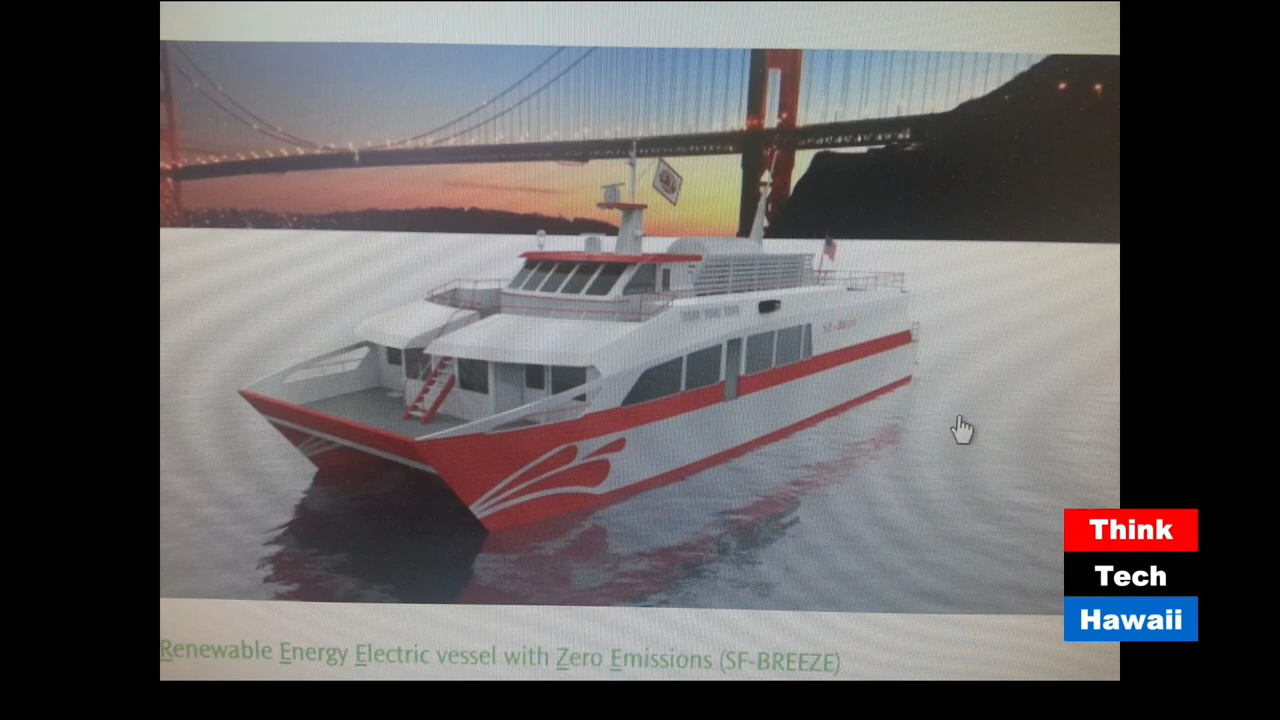 Think
Tech
Hawaii
Renewable Energy Electric vessel with Zero Emissions (SF-BREEZE)